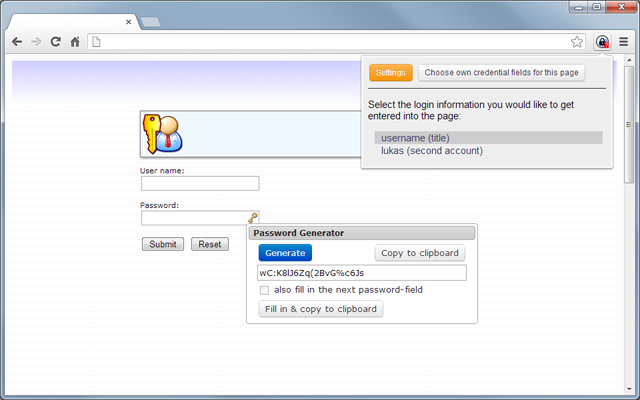 Settings
Choose own credential fields for this page
Select the login information you would like to get
entered into the page:
username (title)
lukas (second account)
User name:
Password:
Submit
Reset
Password Generator
Generate
Copy to clipboard
wC:K8lJ6Zq(2BvG%c6Js
also fill in the next password-field
Fill in & copy to clipboard